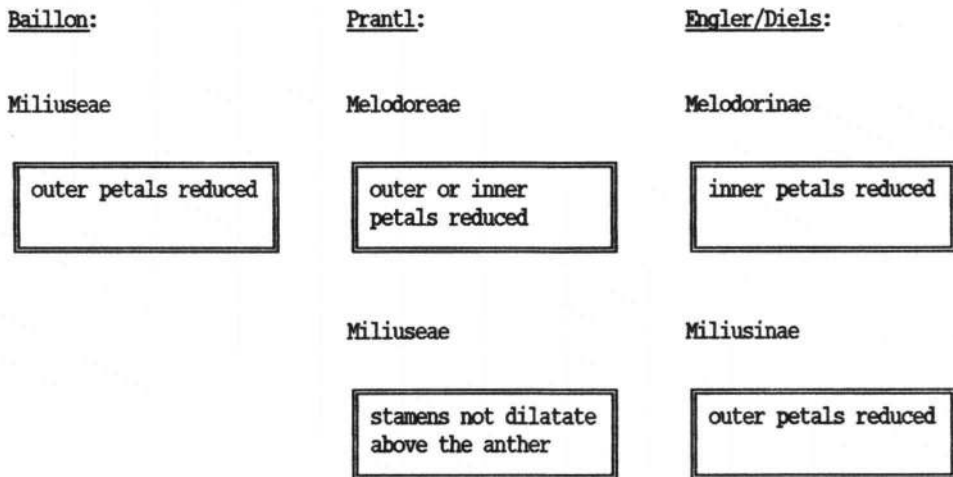 Baillon:
Prantl:
Engler/Diels:
Miliuseae
Melodoreae
Melodorinae
outer petals reduced
outer or inner
petals reduced
inner petals reduced
Miliuseae
Miliusinae
stamens not dilatate
above the anther
outer petals reduced